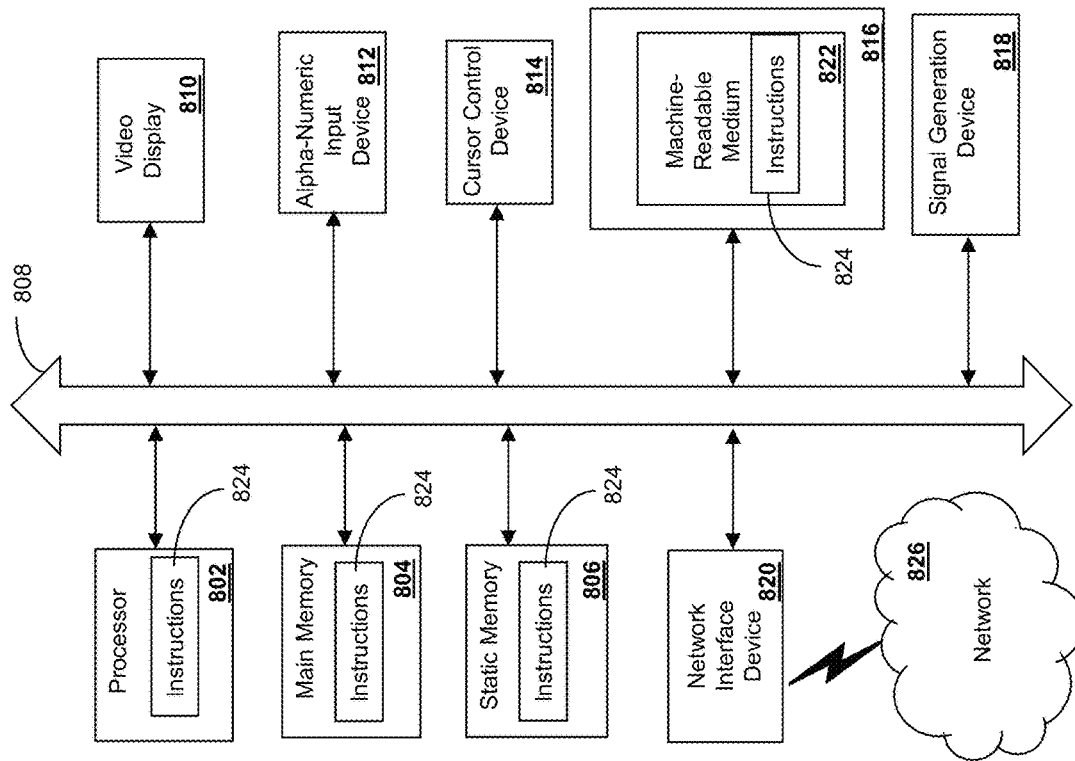 808
Processor
Instructions
802
824
Main Memory
Instructions
804
824
Static Memory
Instructions
806
824
Network
Interface
Device
820
826
Network
Video
Display
810
Alpha-Numeric
Input
Device
812
Cursor Control
Device
814
Machine-
Readable
Medium
Instructions
822
816
824
Signal Generation
Device
818